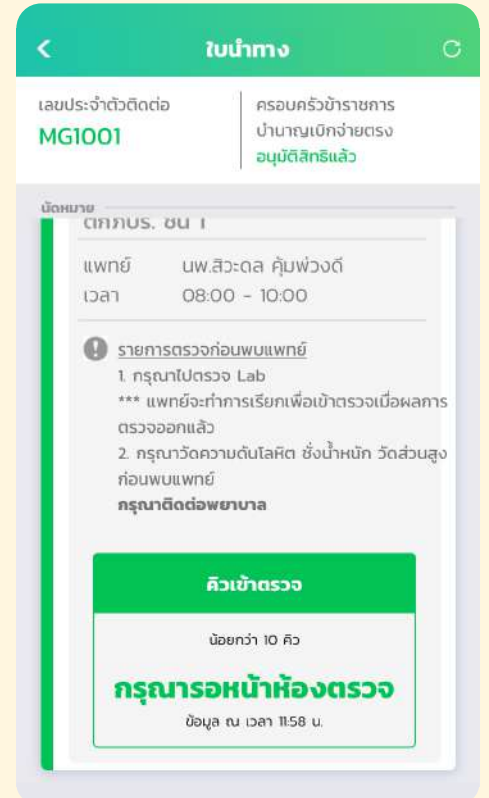 ใบนำทาง
เลขประจำตัวติดต่อ
MG1001
ครอบครัวข้าราชการ
บำนาญเบิกจ่ายตรง
อนุมัติสิทธิแล้ว
นัดหมาย
ตึกภปร. ชั้น 1
แพทย์ นพ.สิวะดล คุ้มพ่วงดี
เวลา 08:00 - 10:00
รายการตรวจก่อนพบแพทย์
1. กรุณาไปตรวจ Lab
*** แพทย์จะทำการเรียกเพื่อเข้าตรวจเมื่อผลการ
ตรวจออกแล้ว
2. กรุณาวัดความดันโลหิต ชั่งน้ำหนัก วัดส่วนสูง
ก่อนพบแพทย์
กรุณาติดต่อพยาบาล
คิวเข้าตรวจ
น้อยกว่า 10 คิว
กรุณารอหน้าห้องตรวจ
ข้อมูล ณ เวลา 11:58 น.